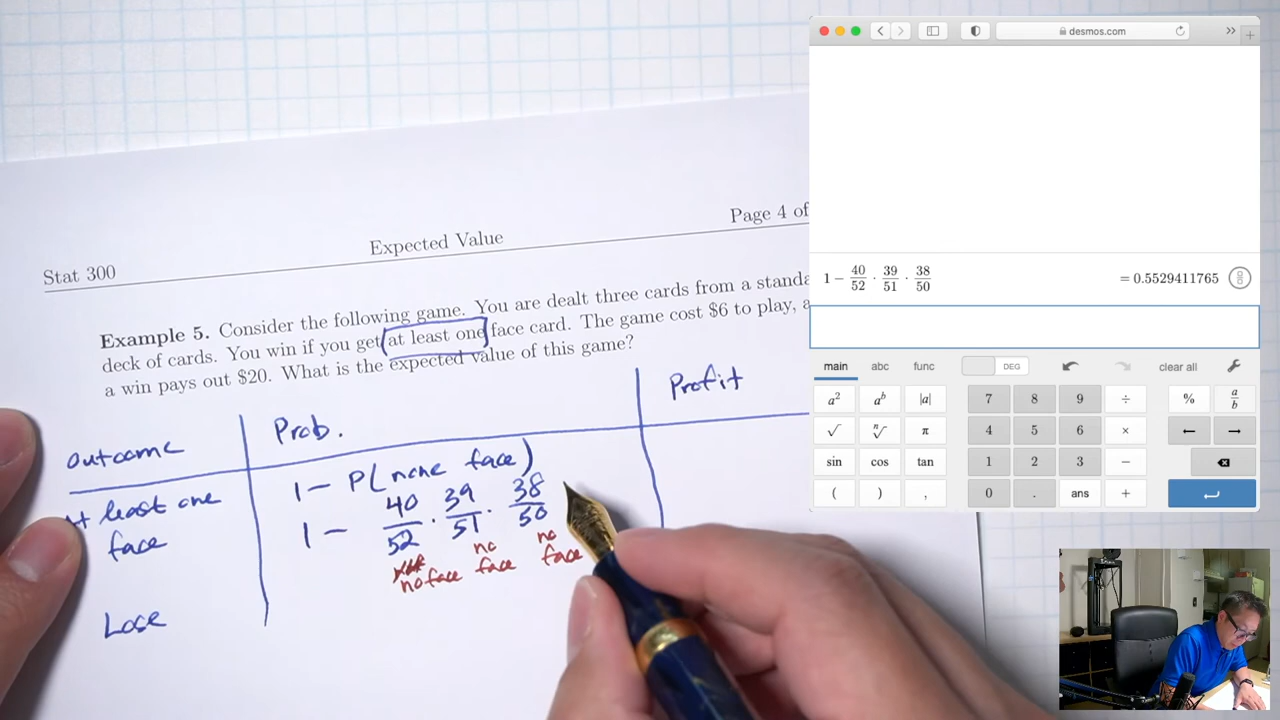 Stat 300
Expected Value
Page 4 of
Example 5. Consider the following game. You are dealt three cards from a standa
deck of cards. You win if you get at least one face card. The game cost $6 to play, a
a win pays out $20. What is the expected value of this game?
outcome
Prob.
Profit
At least one
face
1 - P(none face)
1 - 40/52 · 39/51 · 38/50
no face
no
face
no
face
Lose
desmos.com
1 − 40/52 · 39/51 · 38/50
= 0.5529411765
main abc func DEG clear all
a² aᵇ |a| 7 8 9 ÷ % a/b
√ ⁿ√ π 4 5 6 × ← →
sin cos tan 1 2 3 −
( ) , 0 . ans +